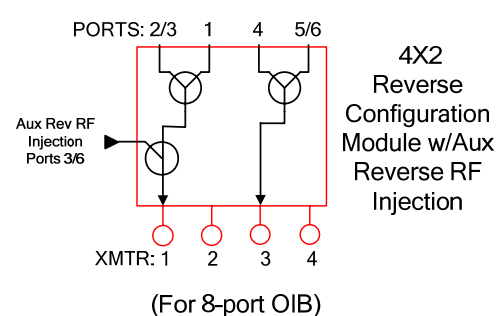 PORTS: 2/3 1 4 5/6
4X2
Reverse
Configuration
Module w/Aux
Reverse RF
Injection
Aux Rev RF
Injection
Ports 3/6
XMTR: 1 2 3 4
(For 8-port OIB)